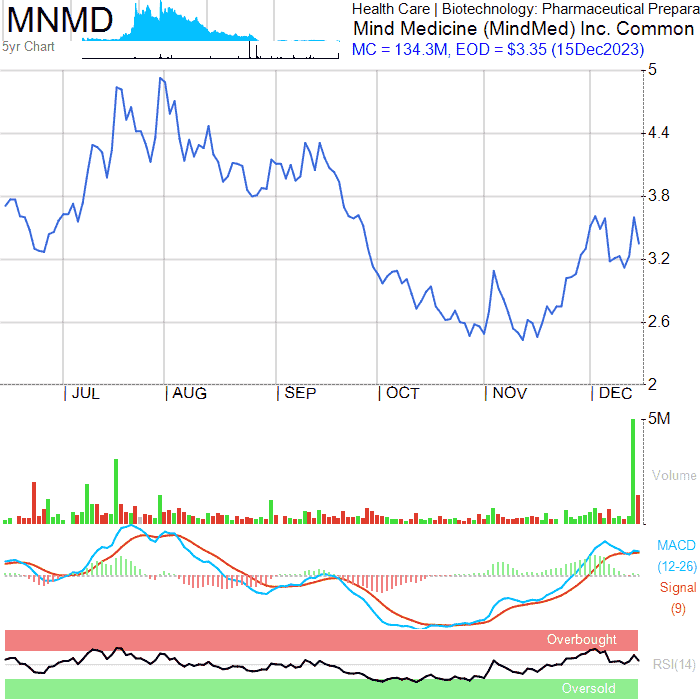 MNMD
5yr Chart
Health Care | Biotechnology: Pharmaceutical Prepara
Mind Medicine (MindMed) Inc. Common
MC = 134.3M, EOD = $3.35 (15Dec2023)
5
4.4
3.8
3.2
2.6
2
JUL AUG SEP OCT NOV DEC
5M
Volume
MACD
(12-26)
Signal
(9)
Overbought
RSI(14)
Oversold